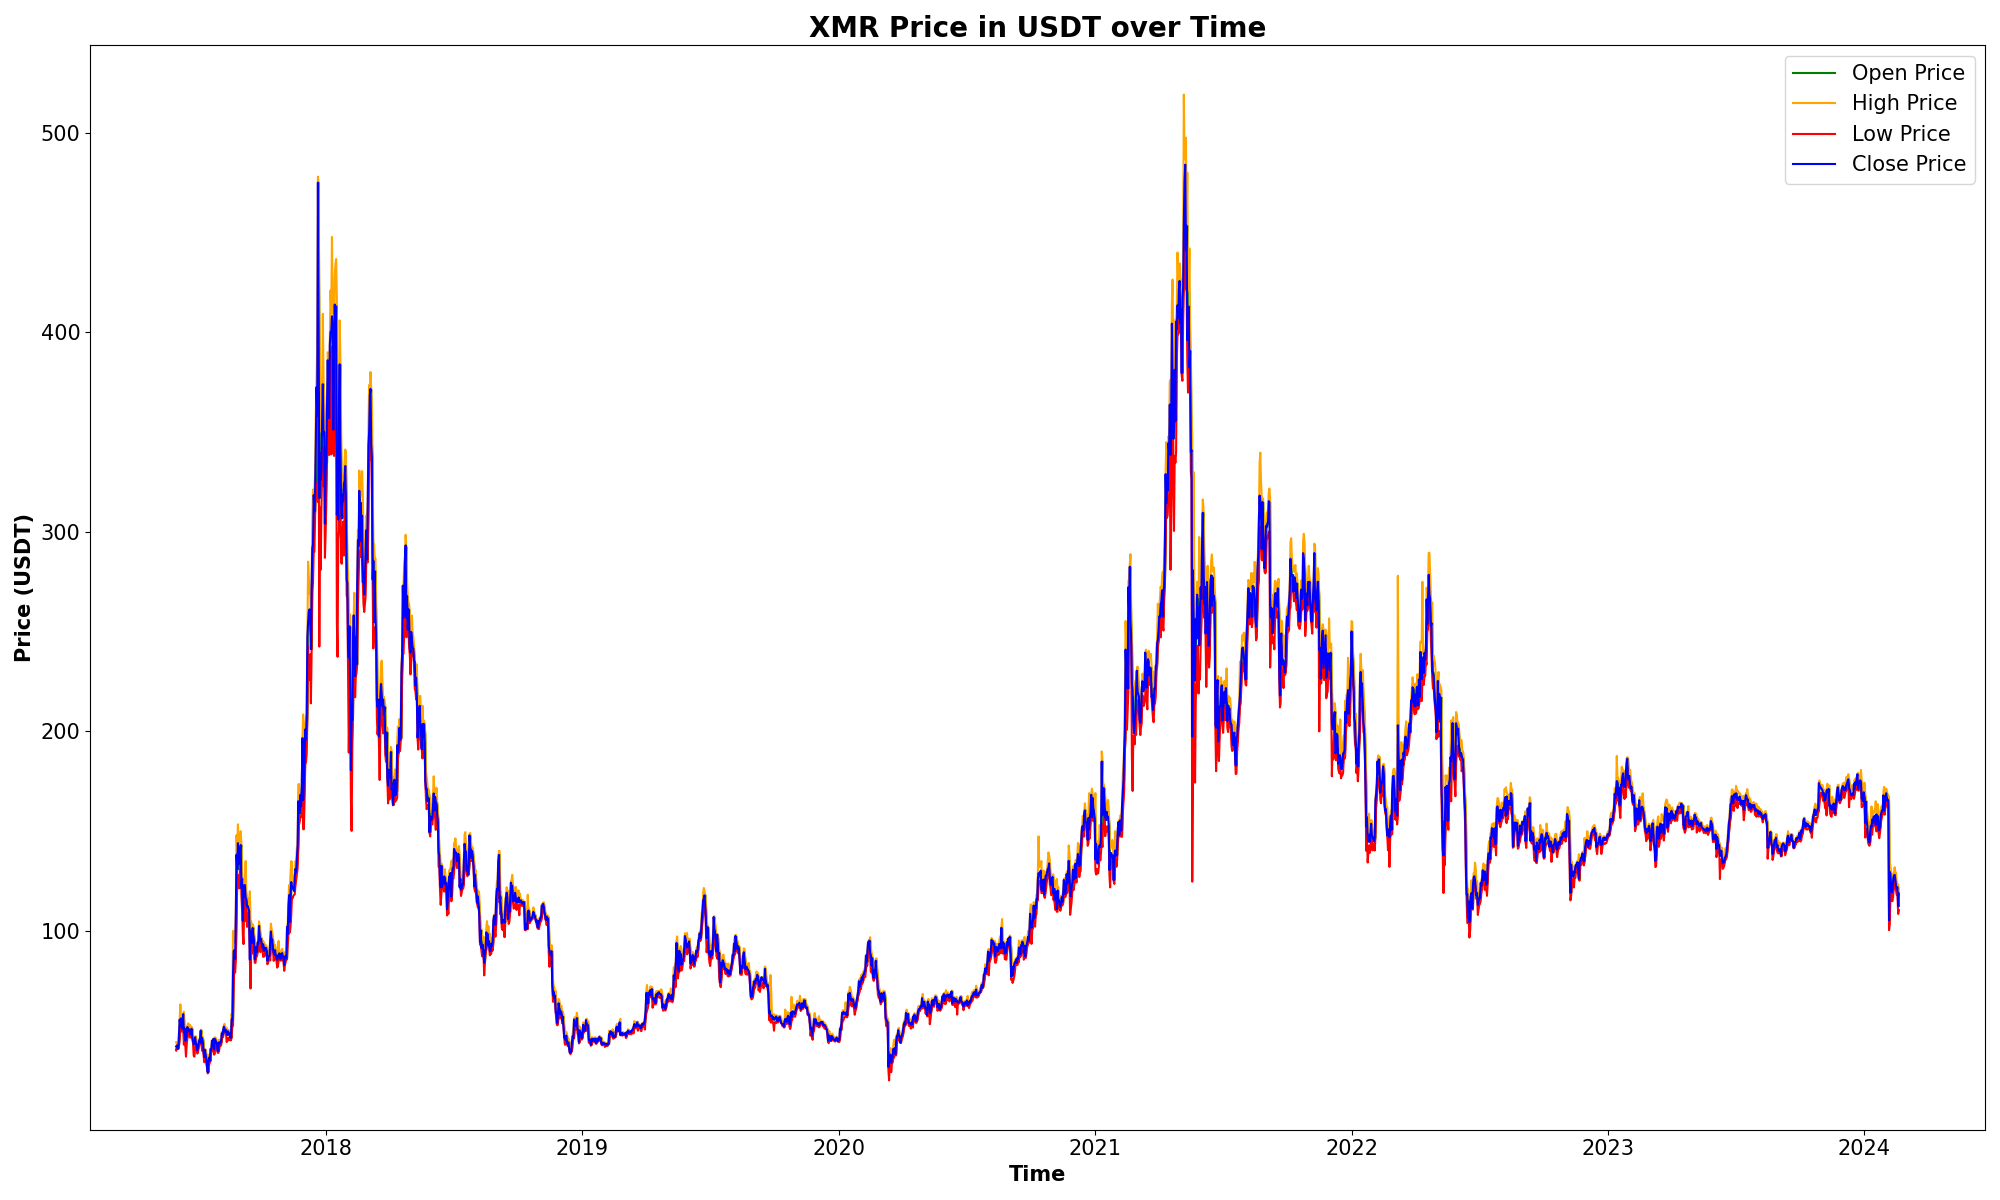 XMR Price in USDT over Time
Open Price
High Price
Low Price
Close Price
Price (USDT)
500
400
300
200
100
2018
2019
2020
2021
2022
2023
2024
Time